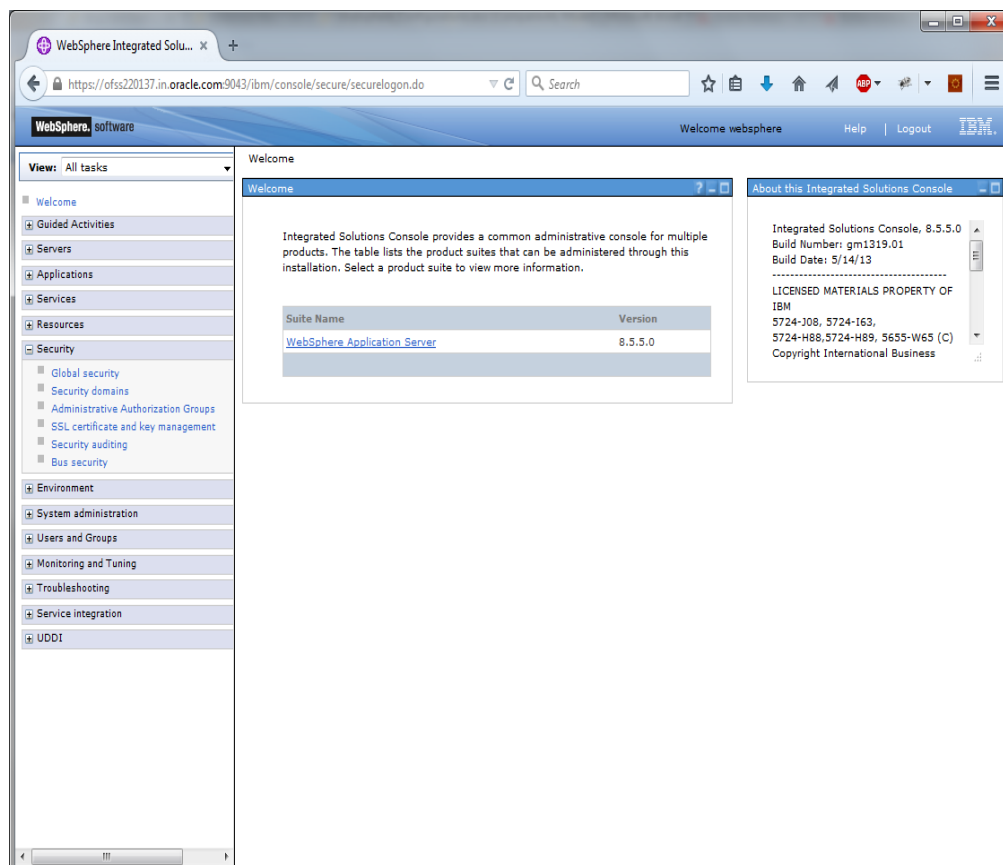 WebSphere Integrated Solu... × +
https://ofss220137.in.oracle.com:9043/ibm/console/secure/securelogon.do
Search
ABP
WebSphere. software
Welcome websphere
Help | Logout
IBM.
View: All tasks
Welcome
Guided Activities
Servers
Applications
Services
Resources
Security
Global security
Security domains
Administrative Authorization Groups
SSL certificate and key management
Security auditing
Bus security
Environment
System administration
Users and Groups
Monitoring and Tuning
Troubleshooting
Service integration
UDDI
Welcome
Welcome
?
Integrated Solutions Console provides a common administrative console for multiple
products. The table lists the product suites that can be administered through this
installation. Select a product suite to view more information.
Suite Name Version
WebSphere Application Server 8.5.5.0
About this Integrated Solutions Console
Integrated Solutions Console, 8.5.5.0
Build Number: gm1319.01
Build Date: 5/14/13
----------------------------------------
LICENSED MATERIALS PROPERTY OF
IBM
5724-J08, 5724-I63,
5724-H88,5724-H89, 5655-W65 (C)
Copyright International Business